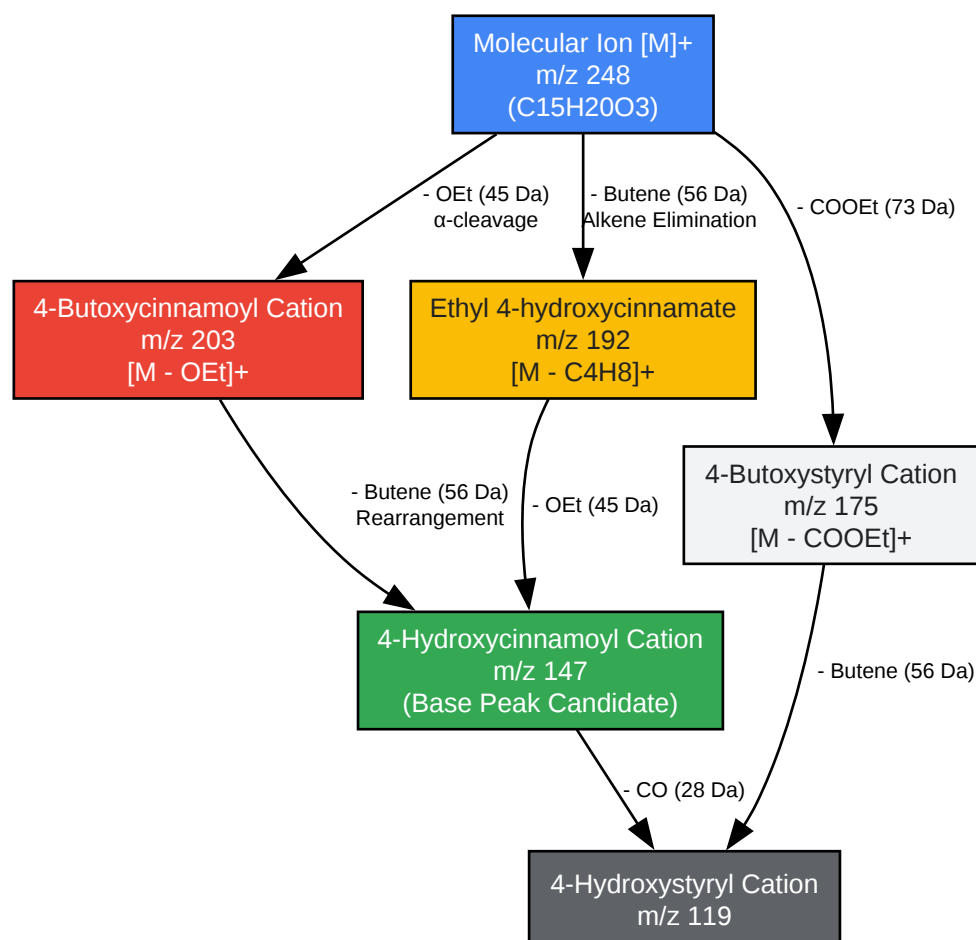 Molecular Ion [M]+
m/z 248
(C15H20O3)
- OEt (45 Da)
α-cleavage
- Butene (56 Da)
Alkene Elimination
- COOEt (73 Da)
4-Butoxycinnamoyl Cation
m/z 203
[M - OEt]+
Ethyl 4-hydroxycinnamate
m/z 192
[M - C4H8]+
4-Butoxystyryl Cation
m/z 175
[M - COOEt]+
- Butene (56 Da)
Rearrangement
- OEt (45 Da)
4-Hydroxycinnamoyl Cation
m/z 147
(Base Peak Candidate)
- Butene (56 Da)
- CO (28 Da)
4-Hydroxystyryl Cation
m/z 119